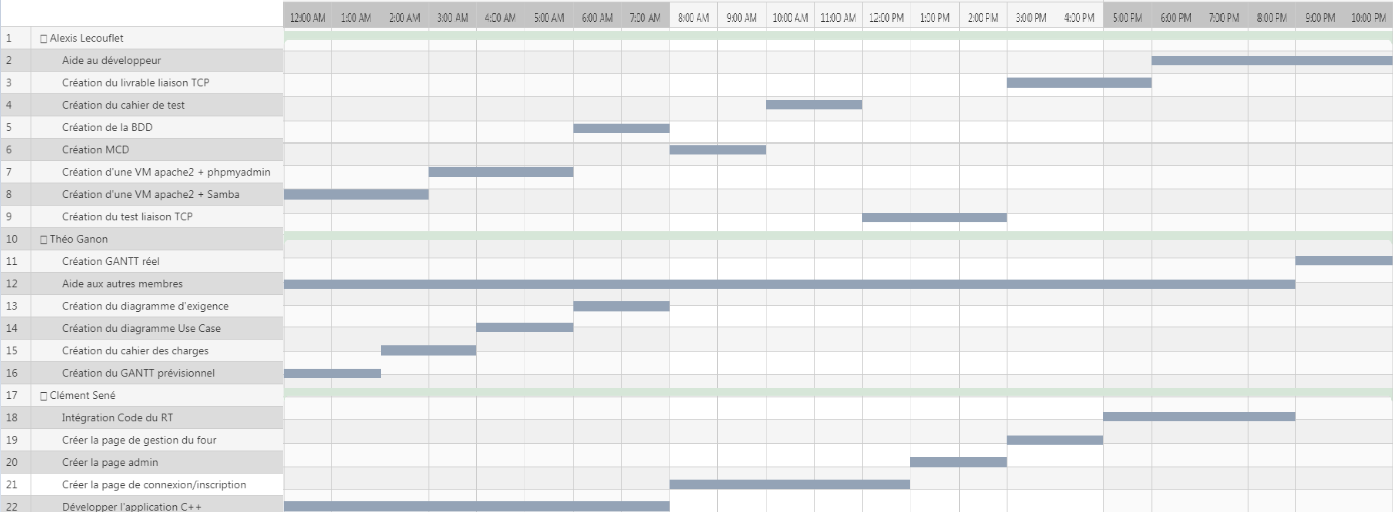 12:00 AM 1:00 AM 2:00 AM 3:00 AM 4:00 AM 5:00 AM 6:00 AM 7:00 AM 8:00 AM 9:00 AM 10:00 AM 11:00 AM 12:00 PM 1:00 PM 2:00 PM 3:00 PM 4:00 PM 5:00 PM 6:00 PM 7:00 PM 8:00 PM 9:00 PM 10:00 PM
1 Alexis Lecouflet
2 Aide au développeur
3 Création du livrable liaison TCP
4 Création du cahier de test
5 Création de la BDD
6 Création MCD
7 Création d'une VM apache2 + phpmyadmin
8 Création d'une VM apache2 + Samba
9 Création du test liaison TCP
10 Théo Ganon
11 Création GANTT réel
12 Aide aux autres membres
13 Création du diagramme d'exigence
14 Création du diagramme Use Case
15 Création du cahier des charges
16 Création du GANTT prévisionnel
17 Clément Sené
18 Intégration Code du RT
19 Créer la page de gestion du four
20 Créer la page admin
21 Créer la page de connexion/inscription
22 Développer l'application C++